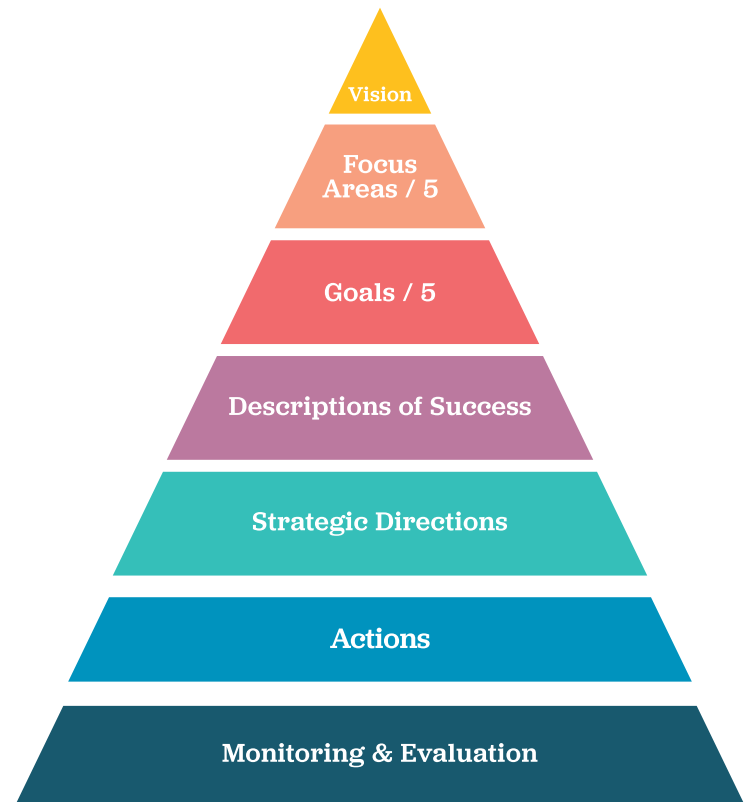 Vision
Focus
Areas / 5
Goals / 5
Descriptions of Success
Strategic Directions
Actions
Monitoring & Evaluation